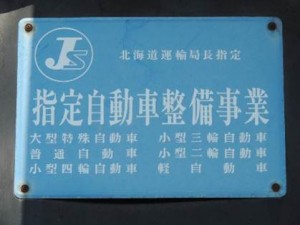 JS
北海道運輸局長指定
指定自動車整備事業
大型特殊自動車 小型三輪自動車
普通自動車 小型二輪自動車
小型四輪自動車 軽自動車